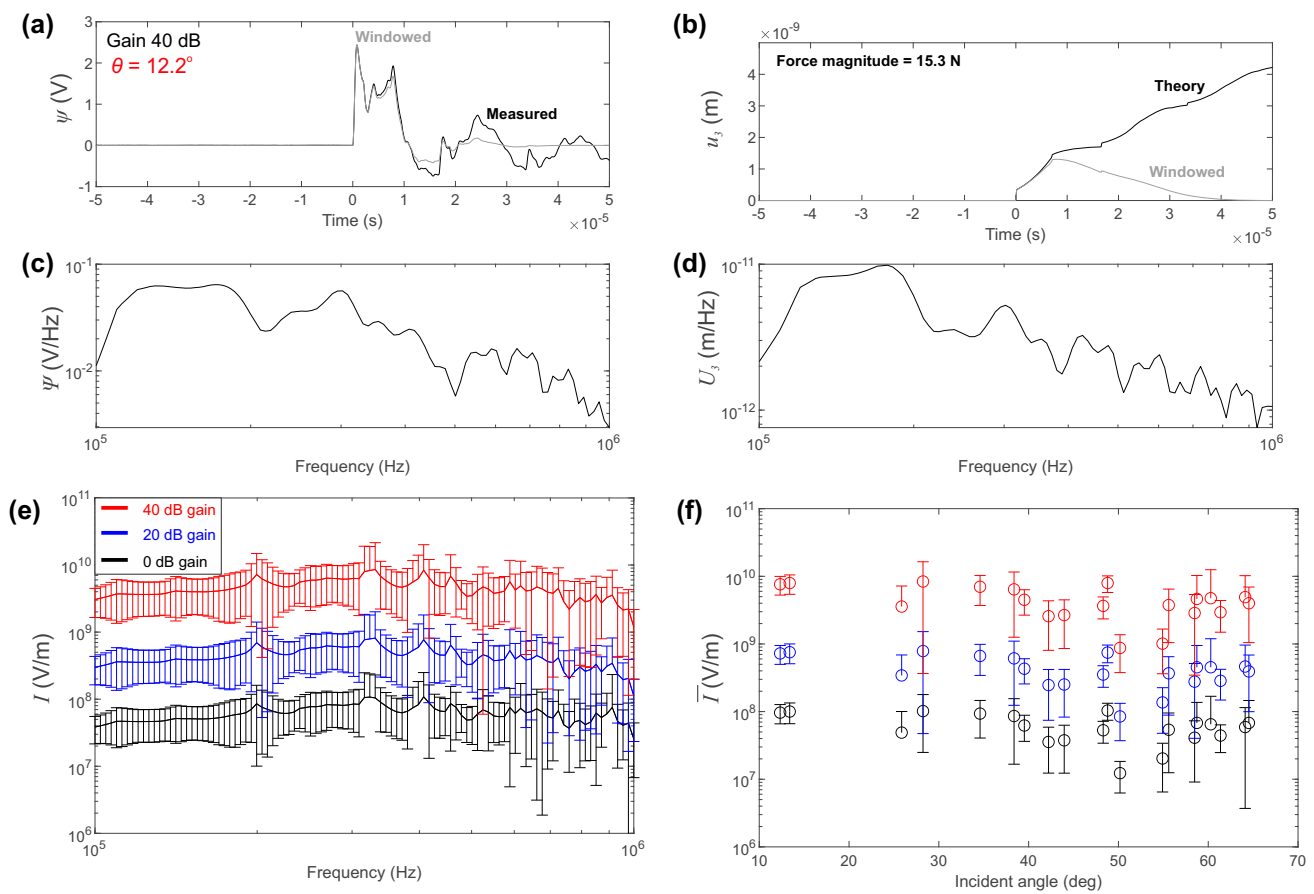 (a)
Gain 40 dB
θ = 12.2°
Windowed
Measured
ψ (V)
3
2
1
0
-1
-5 -4 -3 -2 -1 0 1 2 3 4 5
Time (s)
×10⁻⁵
(b)
×10⁻⁹
Force magnitude = 15.3 N
Theory
Windowed
u₃ (m)
4
3
2
1
0
-5 -4 -3 -2 -1 0 1 2 3 4 5
Time (s)
×10⁻⁵
(c)
Ψ (V/Hz)
10⁻¹
10⁻²
10⁵ 10⁶
Frequency (Hz)
(d)
U₃ (m/Hz)
10⁻¹¹
10⁻¹²
10⁵ 10⁶
Frequency (Hz)
(e)
40 dB gain
20 dB gain
0 dB gain
I (V/m)
10¹¹
10¹⁰
10⁹
10⁸
10⁷
10⁶
10⁵ 10⁶
Frequency (Hz)
(f)
I̅ (V/m)
10¹¹
10¹⁰
10⁹
10⁸
10⁷
10⁶
10 20 30 40 50 60 70
Incident angle (deg)